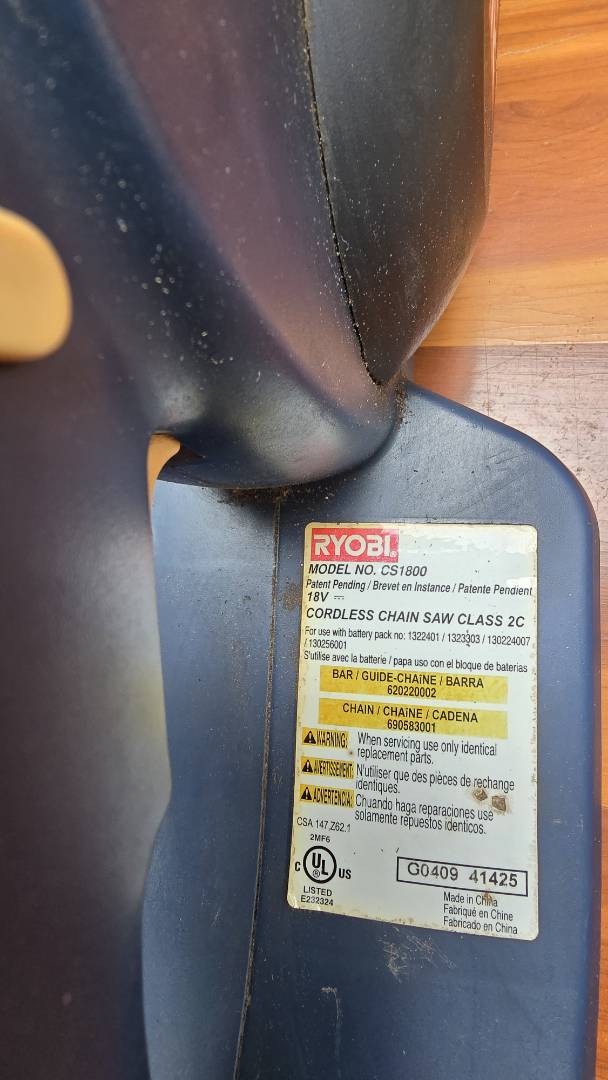 RYOBI®
MODEL NO. CS1800
Patent Pending / Brevet en Instance / Patente Pendient
18V ⎓
CORDLESS CHAIN SAW CLASS 2C
For use with battery pack no: 1322401 / 1323303 / 130224007
/ 130256001
S'utilise avec la batterie / papa uso con el bloque de baterias
BAR / GUIDE-CHAÎNE / BARRA
620220002
CHAIN / CHAÎNE / CADENA
690583001
WARNING: When servicing use only identical
replacement parts.
AVERTISSEMENT: N'utiliser que des pièces de rechange
identiques.
ADVERTENCIA: Chuando haga reparaciones use
solamente repuestos identicos.
CSA 147,Z62.1
2MF6
C UL® US
LISTED
E232324
G0409 41425
Made in China
Fabriqué en Chine
Fabricado en China